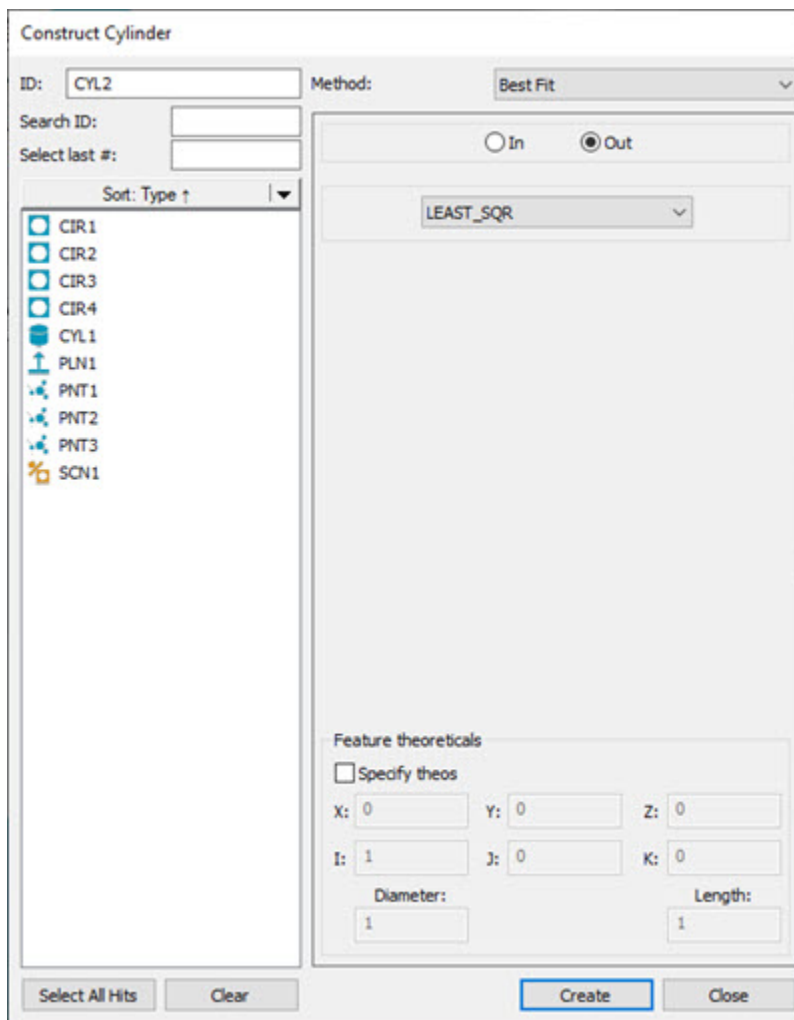 Construct Cylinder
ID: CYL2
Method: Best Fit
Search ID:
Select last #:
In Out
Sort: Type ↑
LEAST_SQR
CIR1
CIR2
CIR3
CIR4
CYL1
PLN1
PNT1
PNT2
PNT3
SCN1
Feature theoreticals
Specify theos
X: 0 Y: 0 Z: 0
I: 1 J: 0 K: 0
Diameter: Length:
1 1
Select All Hits Clear Create Close